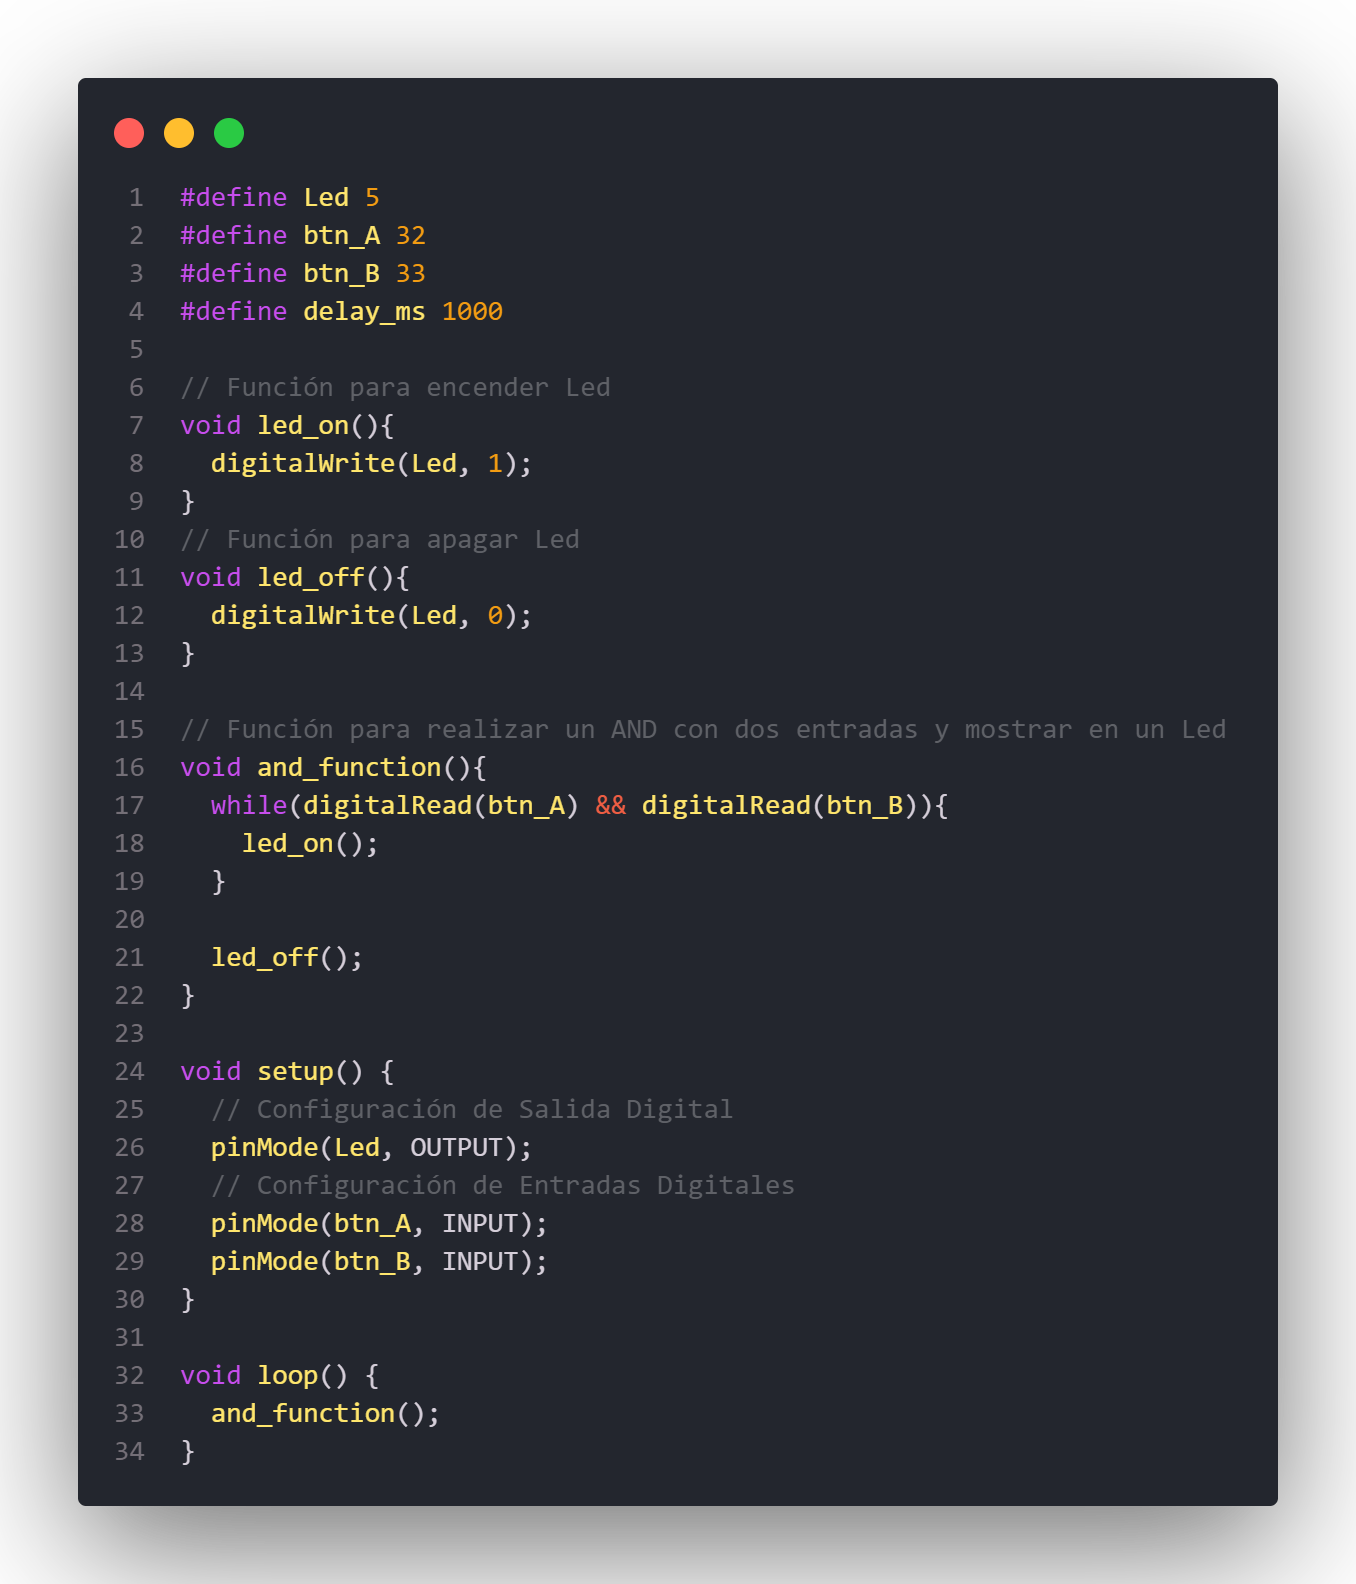 1 #define Led 5
2 #define btn_A 32
3 #define btn_B 33
4 #define delay_ms 1000
5
6 // Función para encender Led
7 void led_on(){
8   digitalWrite(Led, 1);
9 }
10 // Función para apagar Led
11 void led_off(){
12   digitalWrite(Led, 0);
13 }
14
15 // Función para realizar un AND con dos entradas y mostrar en un Led
16 void and_function(){
17   while(digitalRead(btn_A) && digitalRead(btn_B)){
18     led_on();
19   }
20
21   led_off();
22 }
23
24 void setup() {
25   // Configuración de Salida Digital
26   pinMode(Led, OUTPUT);
27   // Configuración de Entradas Digitales
28   pinMode(btn_A, INPUT);
29   pinMode(btn_B, INPUT);
30 }
31
32 void loop() {
33   and_function();
34 }